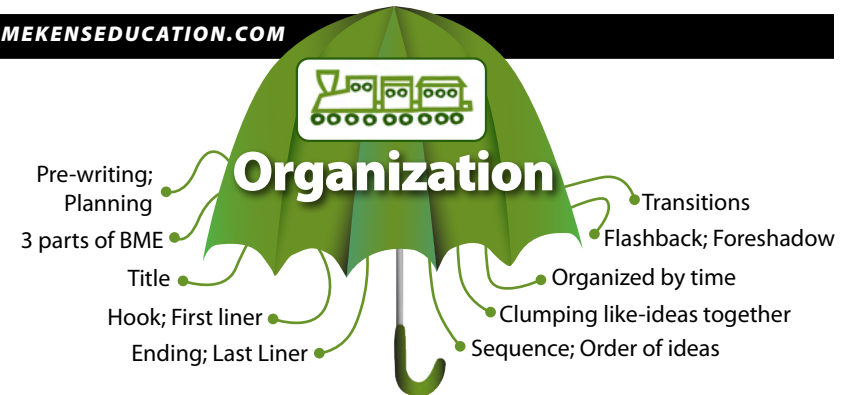 MEKENSEDUCATION.COM
Organization
Pre-writing;
Planning
3 parts of BME
Title
Hook; First liner
Ending; Last Liner
Transitions
Flashback; Foreshadow
Organized by time
Clumping like-ideas together
Sequence; Order of ideas